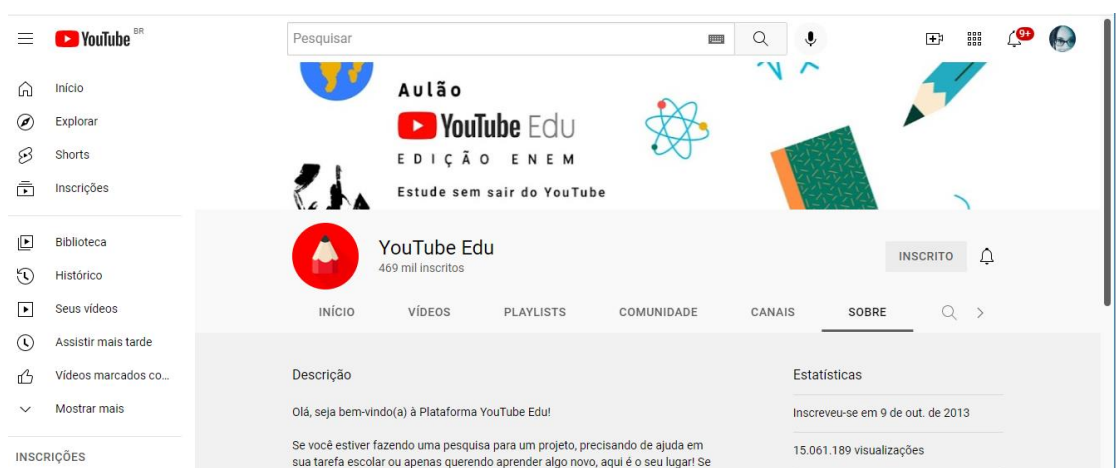 YouTube BR
Pesquisar
9+
Início
Explorar
Shorts
Inscrições
Biblioteca
Histórico
Seus vídeos
Assistir mais tarde
Vídeos marcados co...
Mostrar mais
INSCRIÇÕES
Aulão
YouTube Edu
EDIÇÃO ENEM
Estude sem sair do YouTube
YouTube Edu
469 mil inscritos
INSCRITO
INÍCIO VÍDEOS PLAYLISTS COMUNIDADE CANAIS SOBRE
Descrição
Olá, seja bem-vindo(a) à Plataforma YouTube Edu!
Se você estiver fazendo uma pesquisa para um projeto, precisando de ajuda em
sua tarefa escolar ou apenas querendo aprender algo novo, aqui é o seu lugar! Se
Estatísticas
Inscreveu-se em 9 de out. de 2013
15.061.189 visualizações